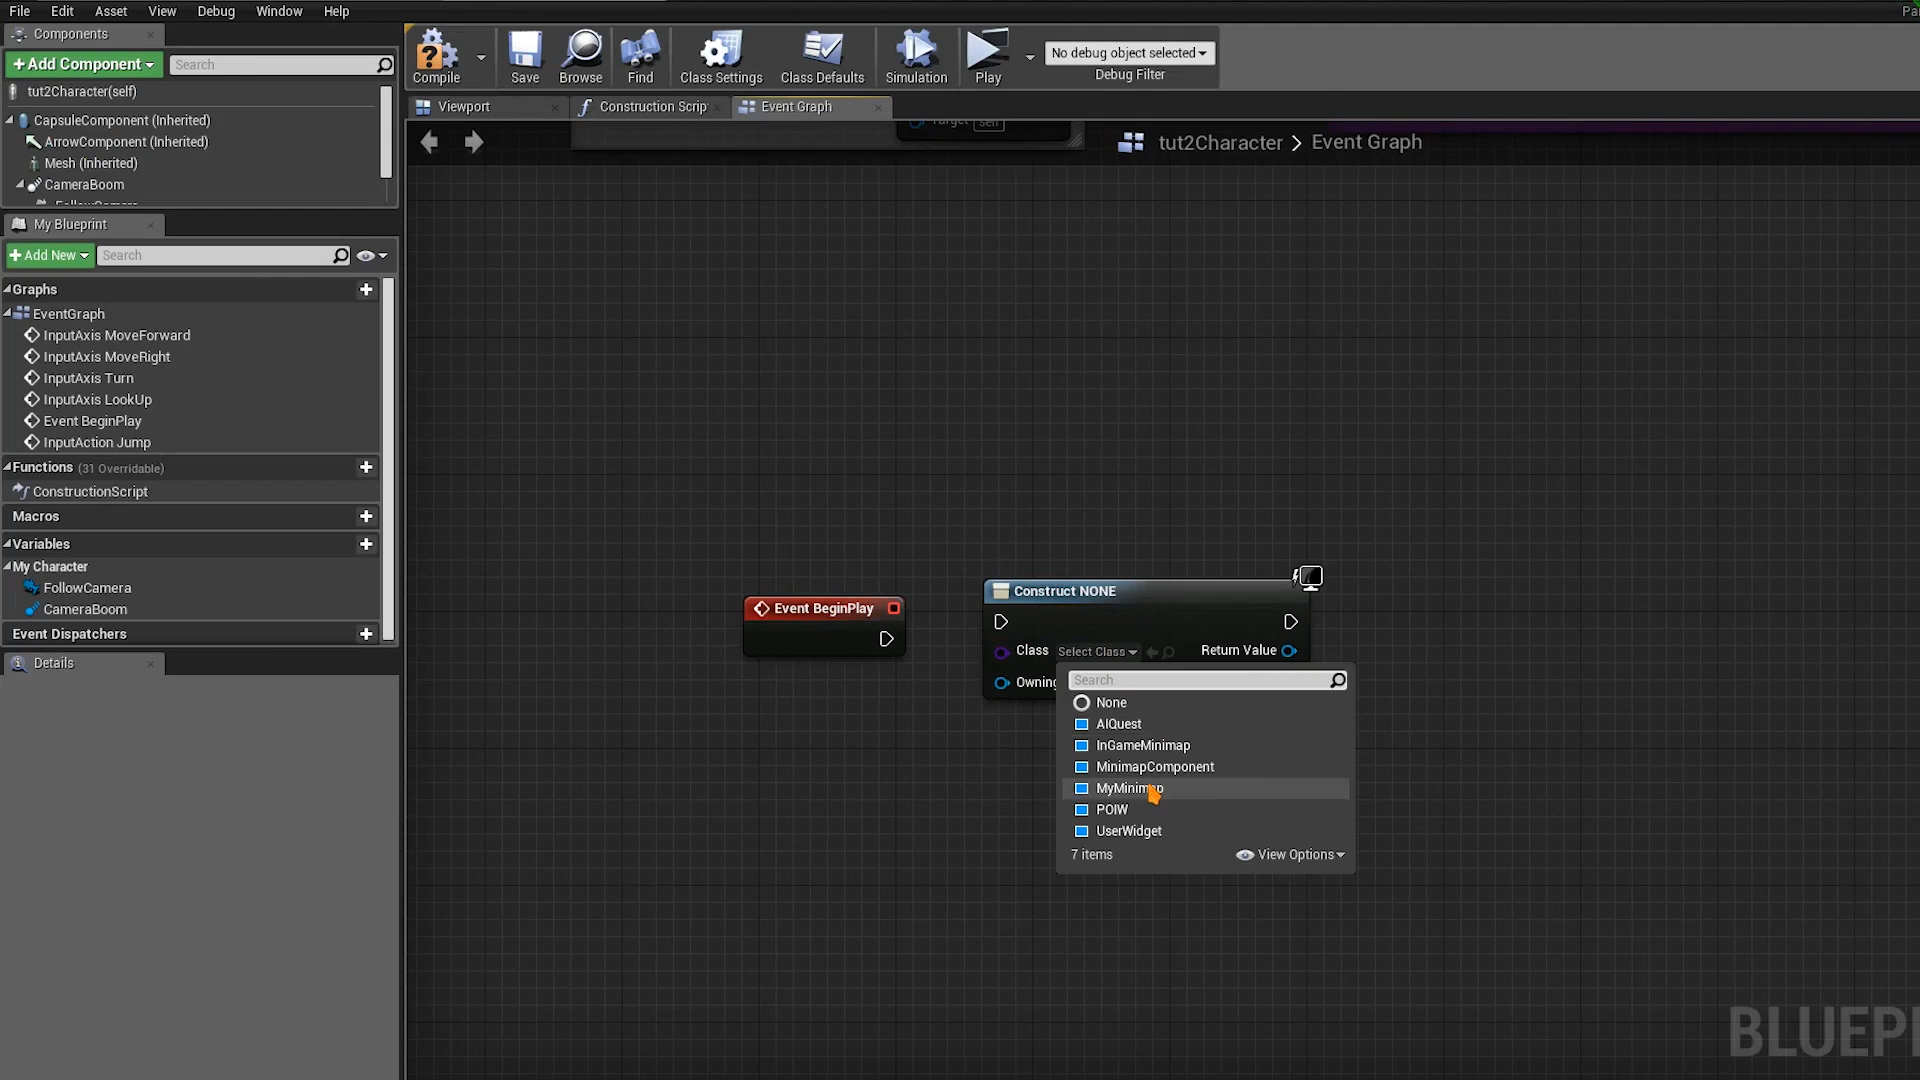 File Edit Asset View Debug Window Help
Components
+Add Component
Search
tut2Character(self)
CapsuleComponent (Inherited)
ArrowComponent (Inherited)
Mesh (Inherited)
CameraBoom
FollowCamera
My Blueprint
+Add New
Search
Graphs
EventGraph
InputAxis MoveForward
InputAxis MoveRight
InputAxis Turn
InputAxis LookUp
Event BeginPlay
InputAction Jump
Functions (31 Overridable)
ConstructionScript
Macros
Variables
My Character
FollowCamera
CameraBoom
Event Dispatchers
Details
Compile
Save
Browse
Find
Class Settings
Class Defaults
Simulation
Play
No debug object selected
Debug Filter
Viewport
Construction Scrip
Event Graph
Target self
tut2Character > Event Graph
Event BeginPlay
Construct NONE
Class Select Class
Return Value
Owning
Search
None
AIQuest
InGameMinimap
MinimapComponent
MyMinimap
POIW
UserWidget
7 items
View Options